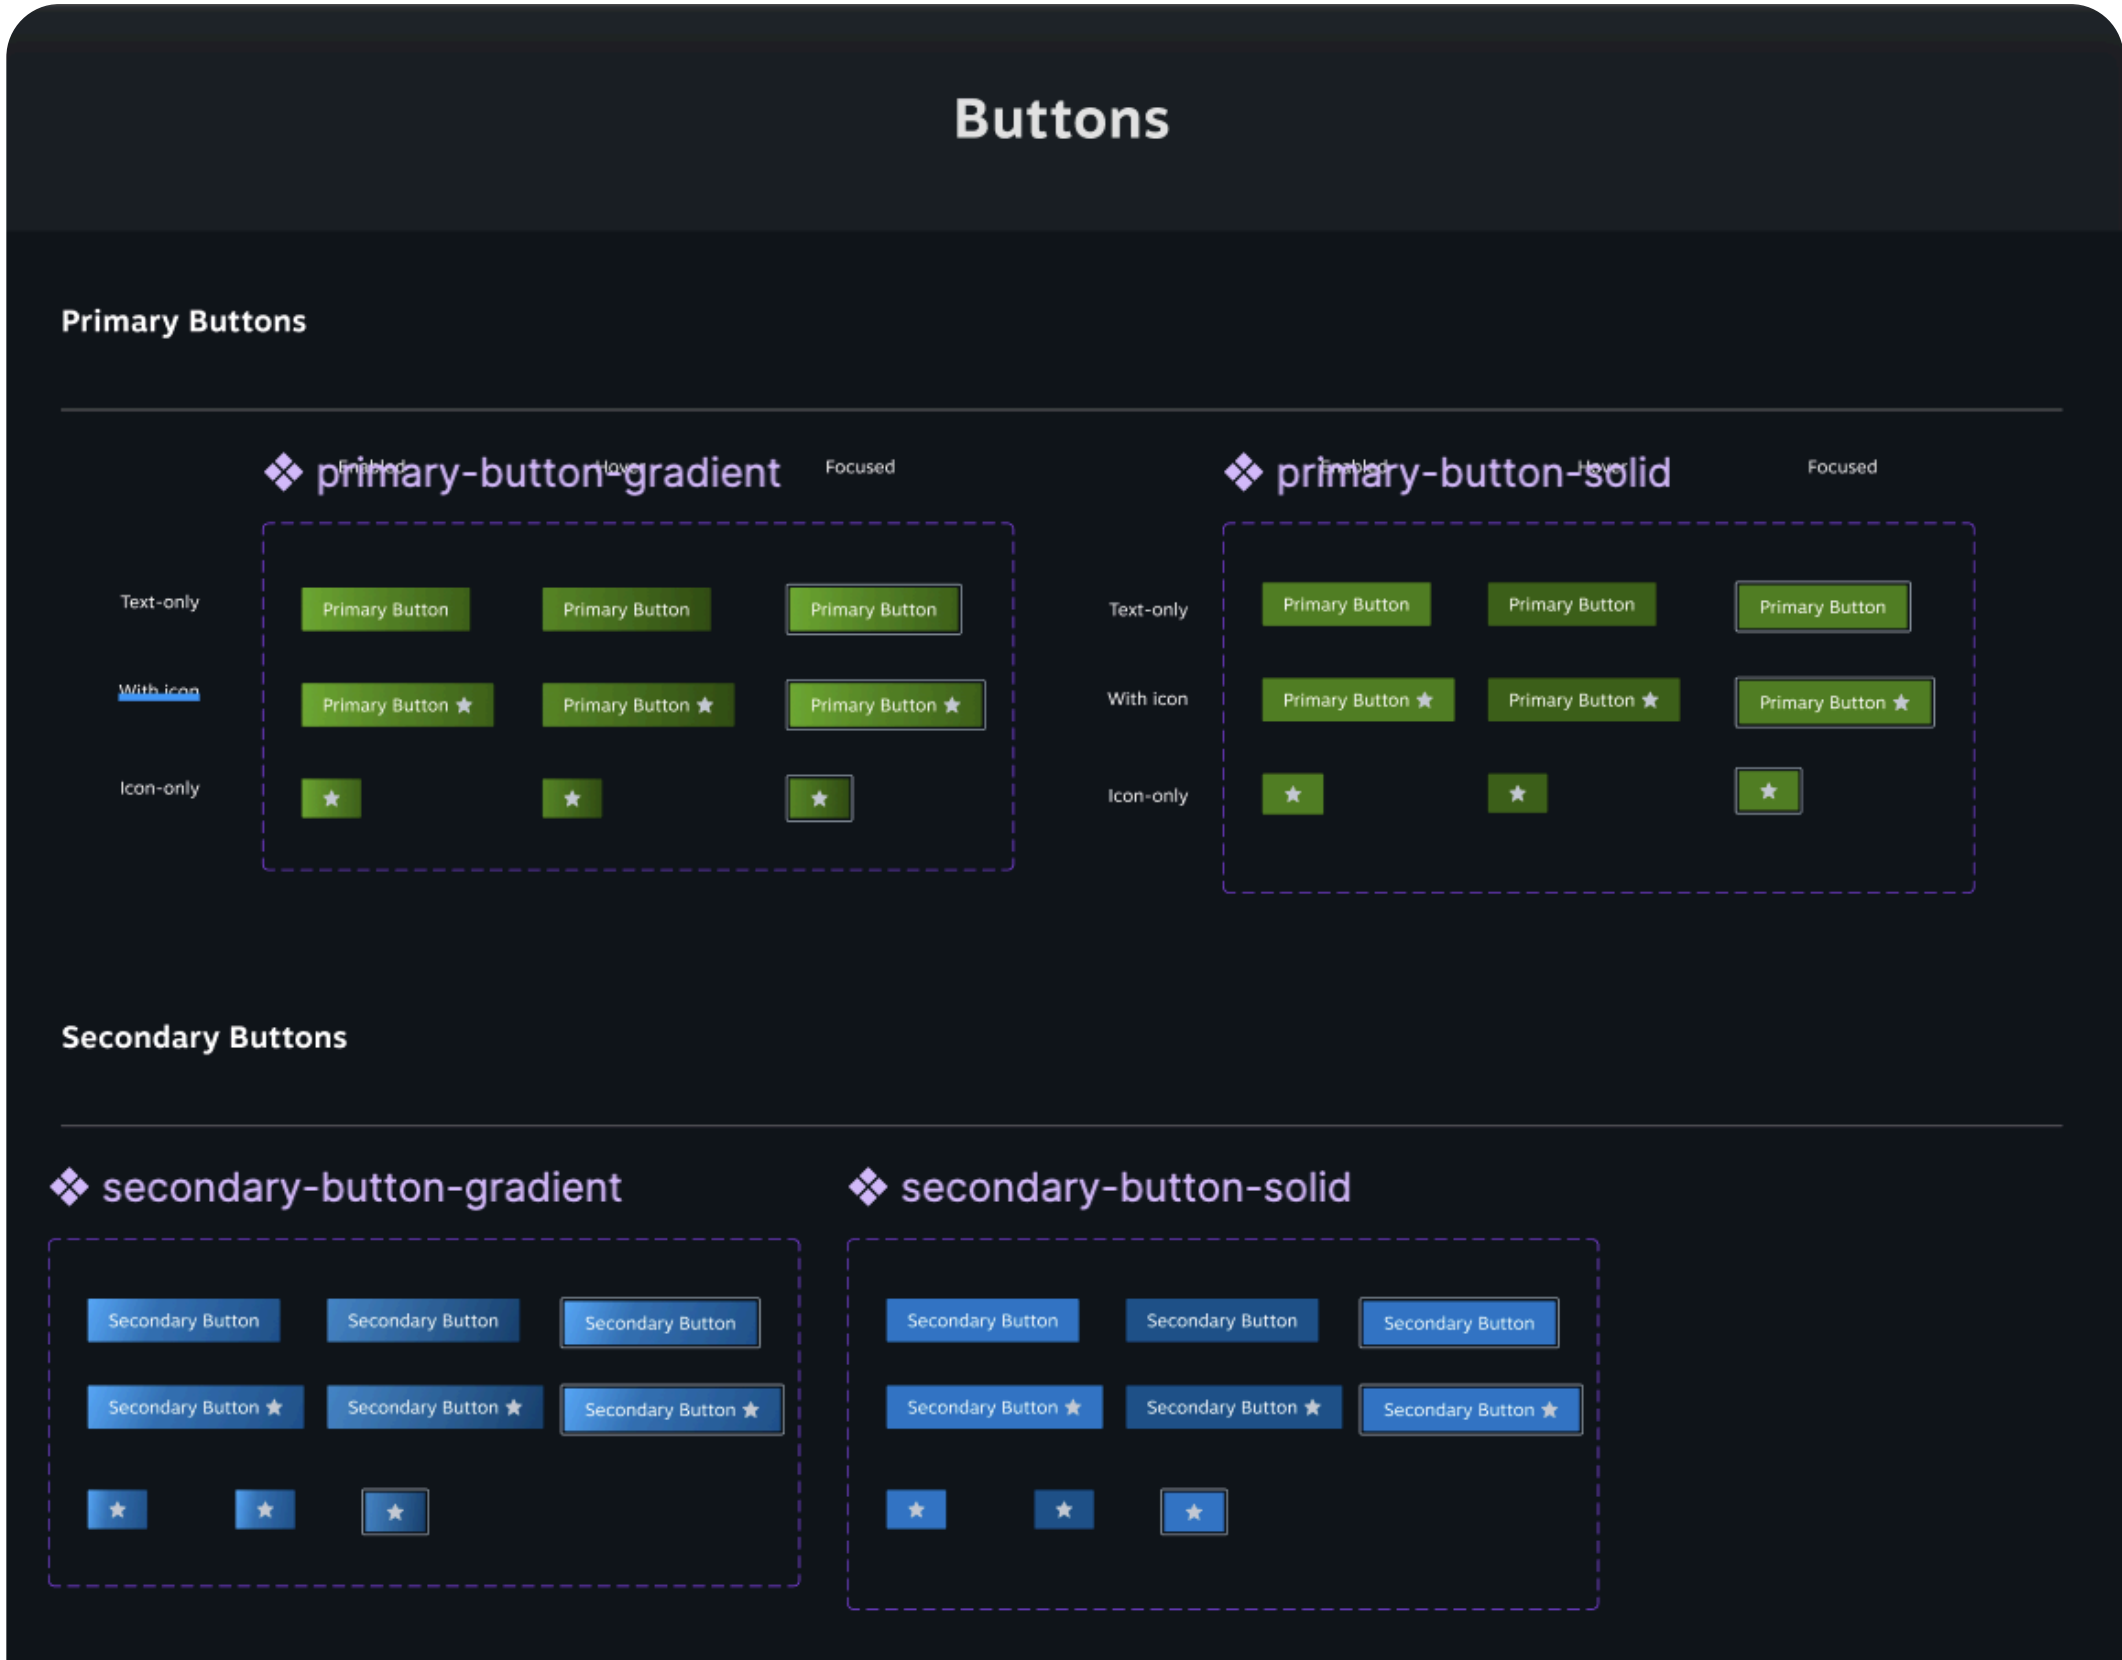 Buttons
Primary Buttons
primary-button-gradient
Enabled
Hover
Focused
primary-button-solid
Enabled
Hover
Focused
Text-only
Primary Button
Primary Button
Primary Button
Text-only
Primary Button
Primary Button
Primary Button
With icon
Primary Button
Primary Button
Primary Button
With icon
Primary Button
Primary Button
Primary Button
Icon-only
Icon-only
Secondary Buttons
secondary-button-gradient
secondary-button-solid
Secondary Button
Secondary Button
Secondary Button
Secondary Button
Secondary Button
Secondary Button
Secondary Button
Secondary Button
Secondary Button
Secondary Button
Secondary Button
Secondary Button